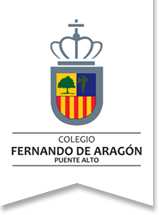 COLEGIO
FERNANDO DE ARAGÓN
PUENTE ALTO